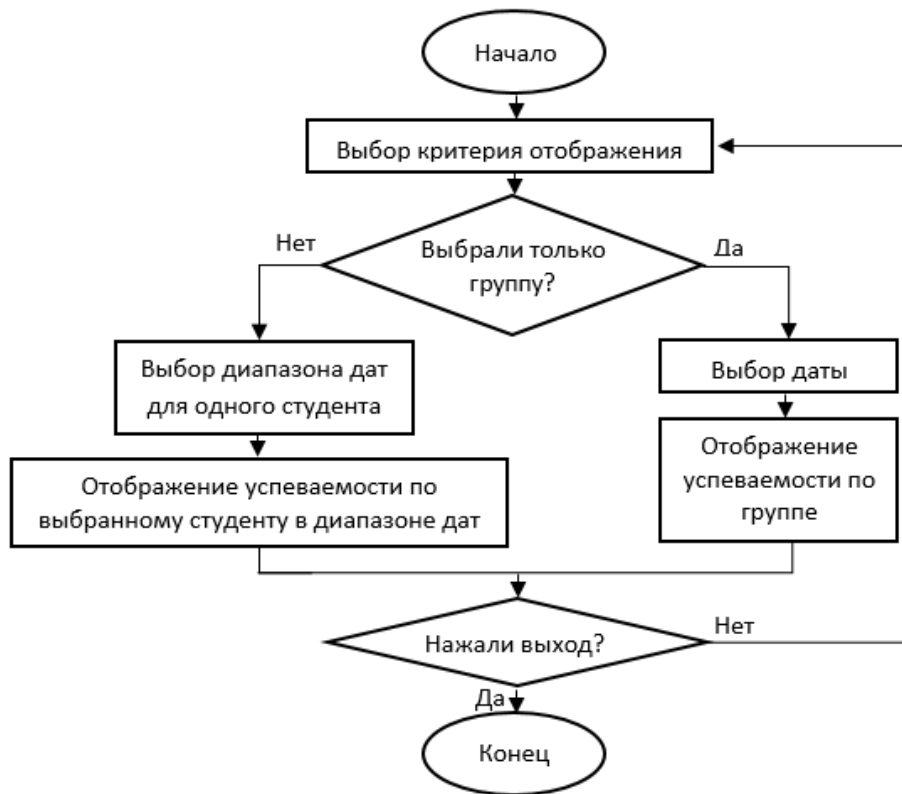 Начало
Выбор критерия отображения
Нет
Выбрали только
группу?
Да
Выбор диапазона дат
для одного студента
Выбор даты
Отображение успеваемости по
выбранному студенту в диапазоне дат
Отображение
успеваемости по
группе
Нажали выход?
Нет
Да
Конец